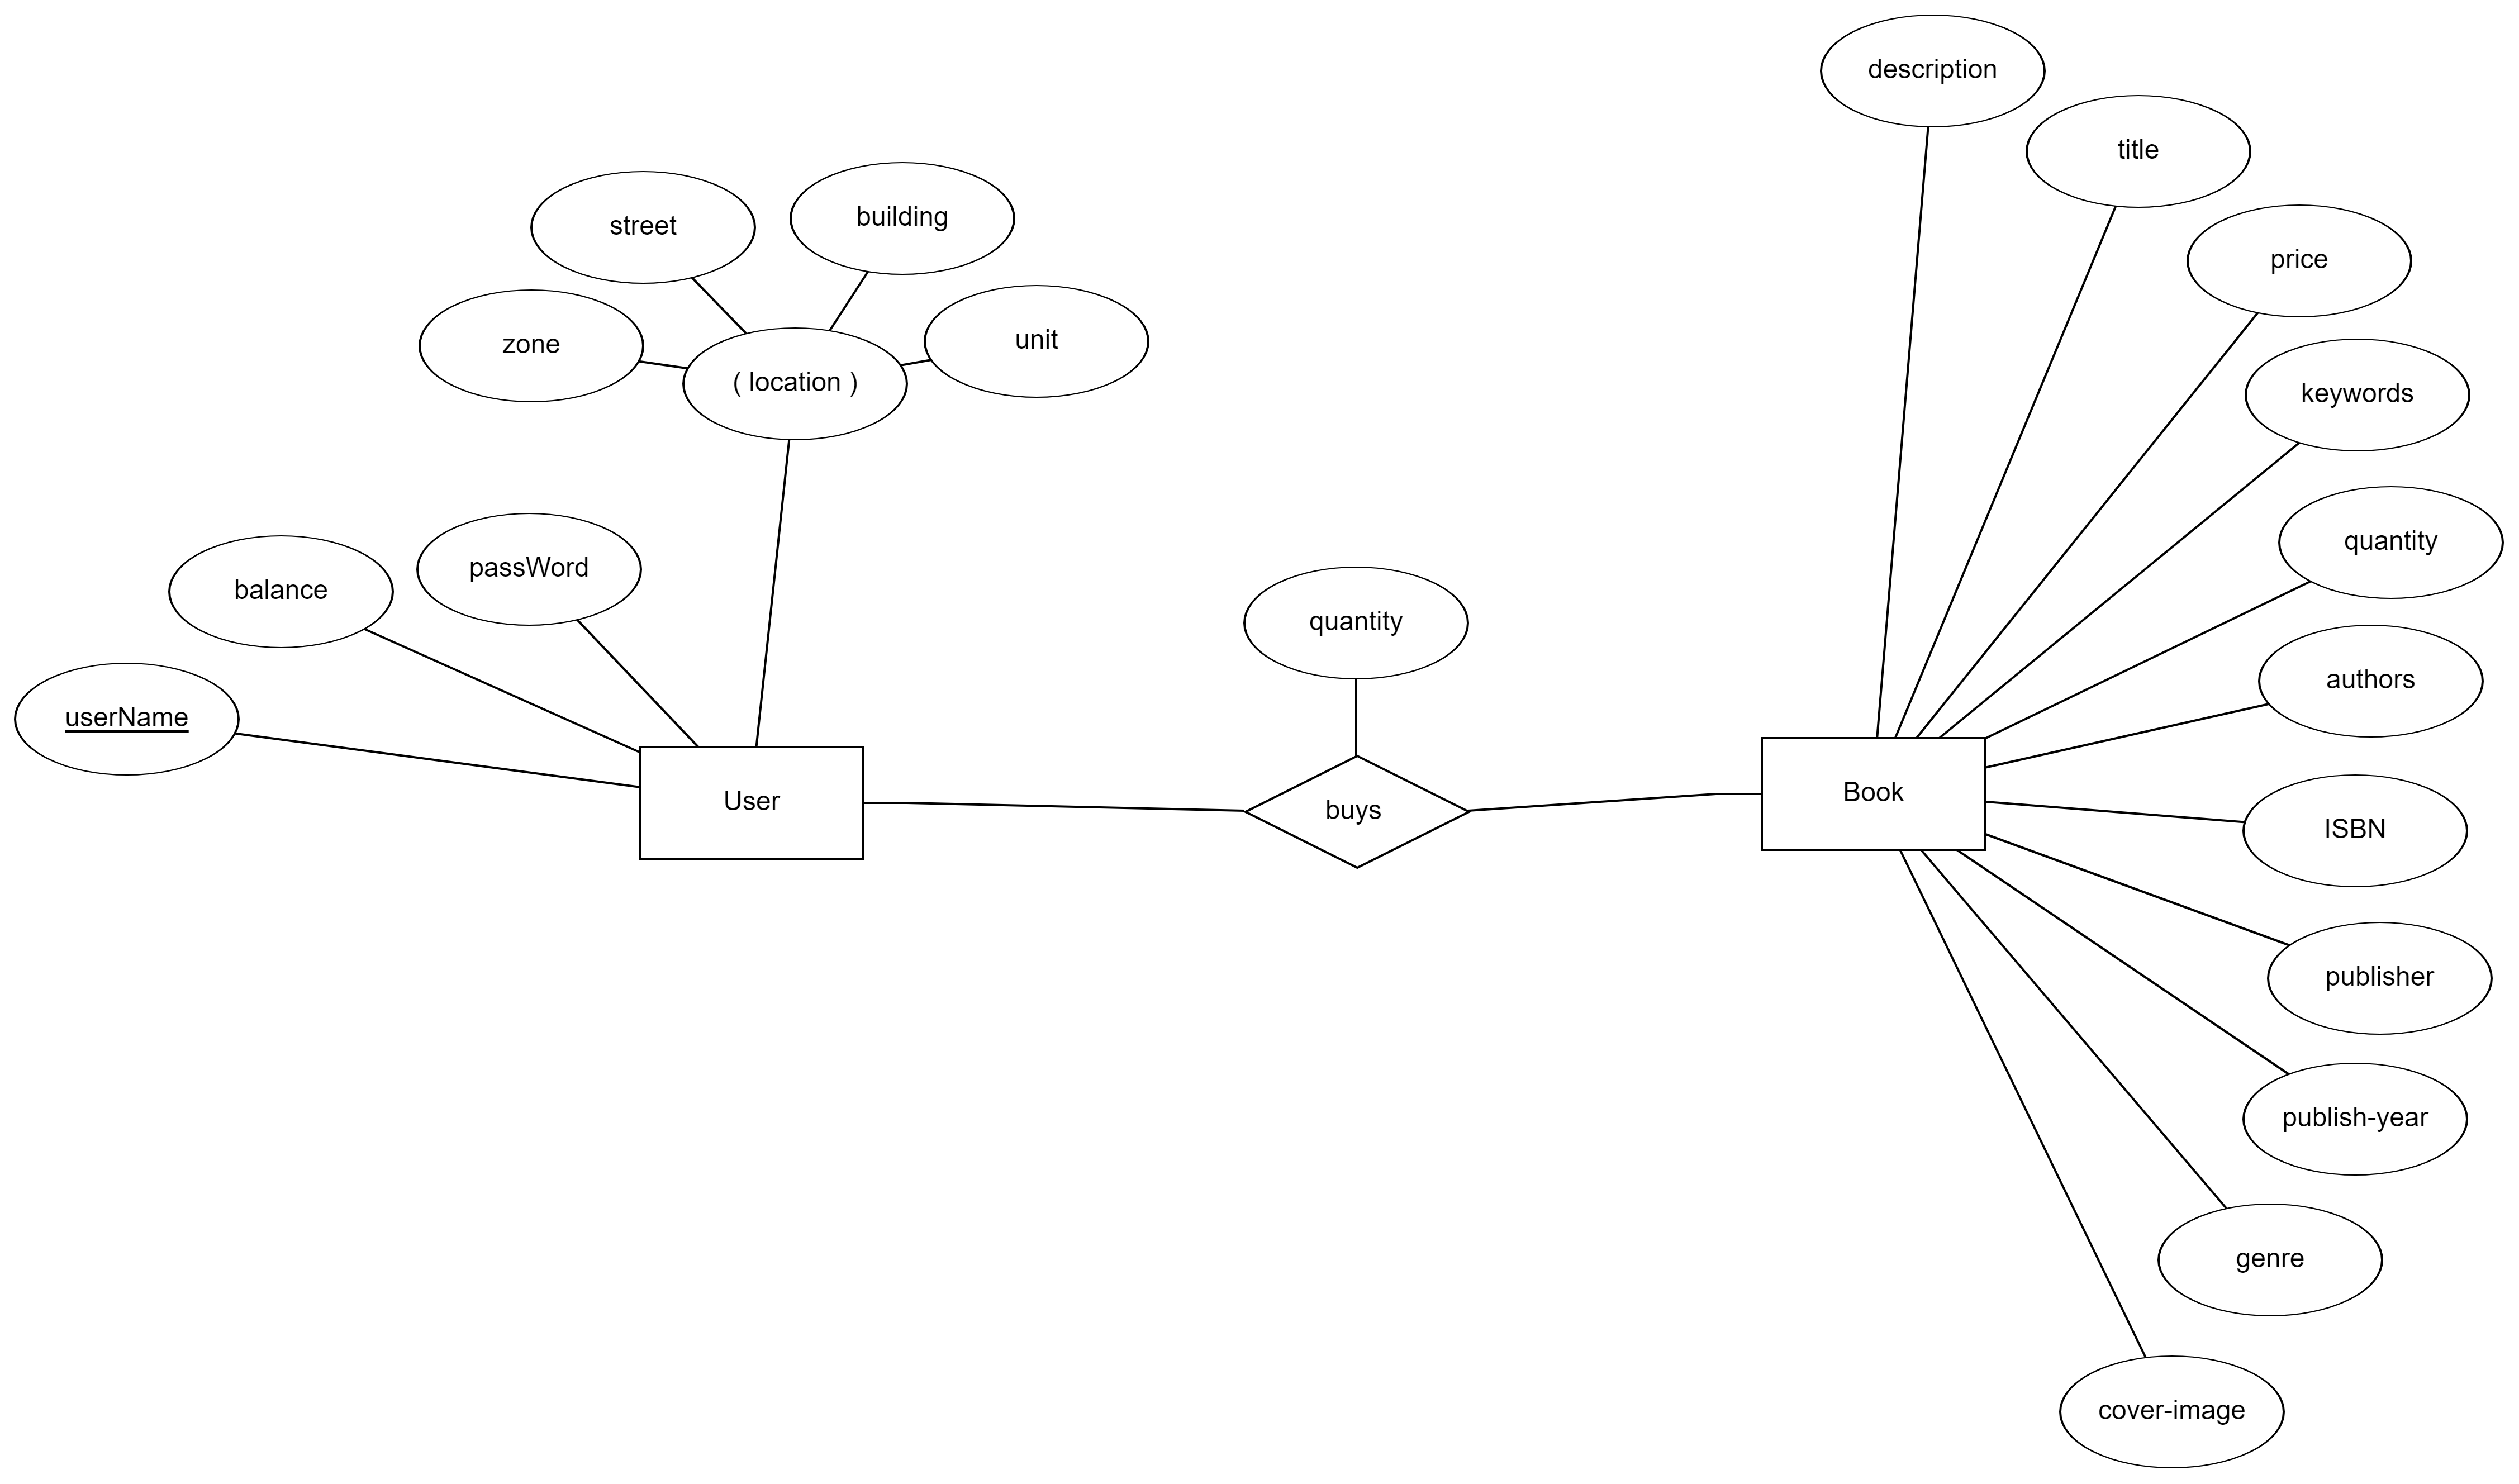 description
title
street
building
price
zone
unit
( location )
keywords
quantity
passWord
balance
quantity
authors
userName
User
buys
Book
ISBN
publisher
publish-year
genre
cover-image